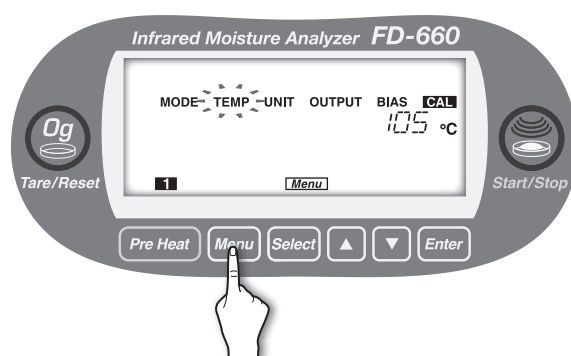 Infrared Moisture Analyzer FD-660
MODE TEMP UNIT OUTPUT BIAS CAL
105 °C
0g
Tare/Reset
Start/Stop
1 Menu
Pre Heat Menu Select ▲ ▼ Enter